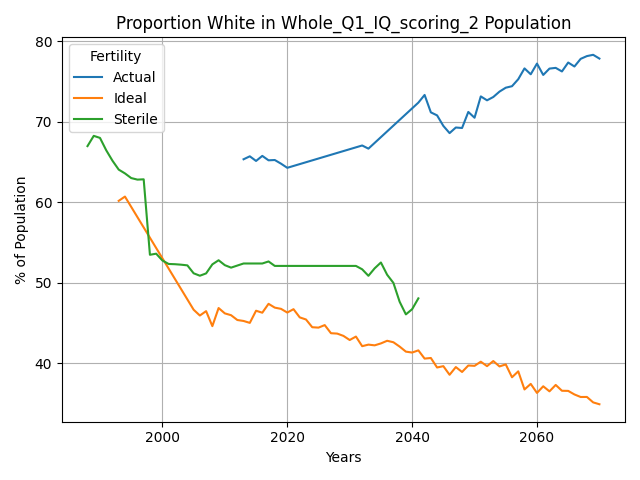 Proportion White in Whole_Q1_IQ_scoring_2 Population
Fertility
Actual
Ideal
Sterile
80
70
60
50
40
% of Population
2000
2020
2040
2060
Years